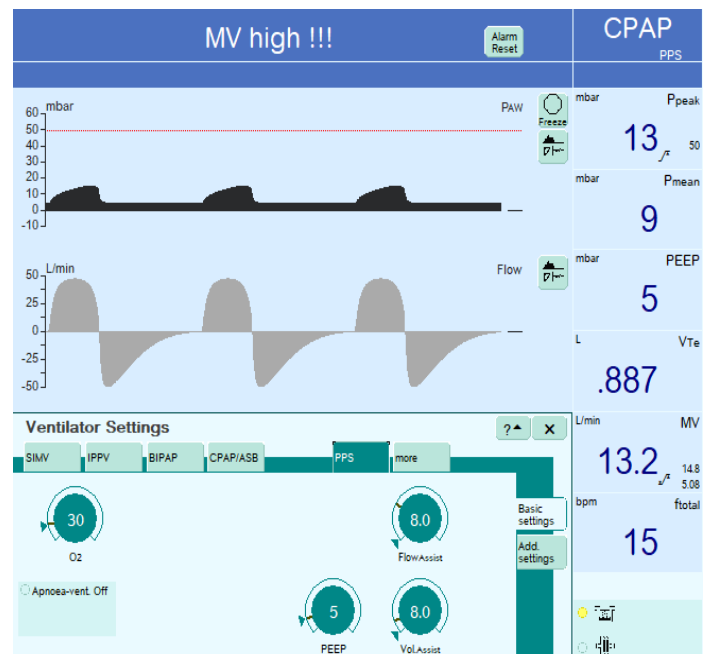 MV high !!!
Alarm
Reset
CPAP
PPS
mbar
PAW
60
50
40
30
20
10
0
-10
Freeze
L/min
Flow
50
25
0
-25
-50
mbar Ppeak
13 50
mbar Pmean
9
mbar PEEP
5
L VTe
.887
L/min MV
13.2 14.8
5.08
bpm ftotal
15
Ventilator Settings
?
x
SIMV IPPV BIPAP CPAP/ASB PPS more
30
O2
8.0
FlowAssist
Basic
settings
Add.
settings
Apnoea-vent. Off
5
PEEP
8.0
Vol.Assist